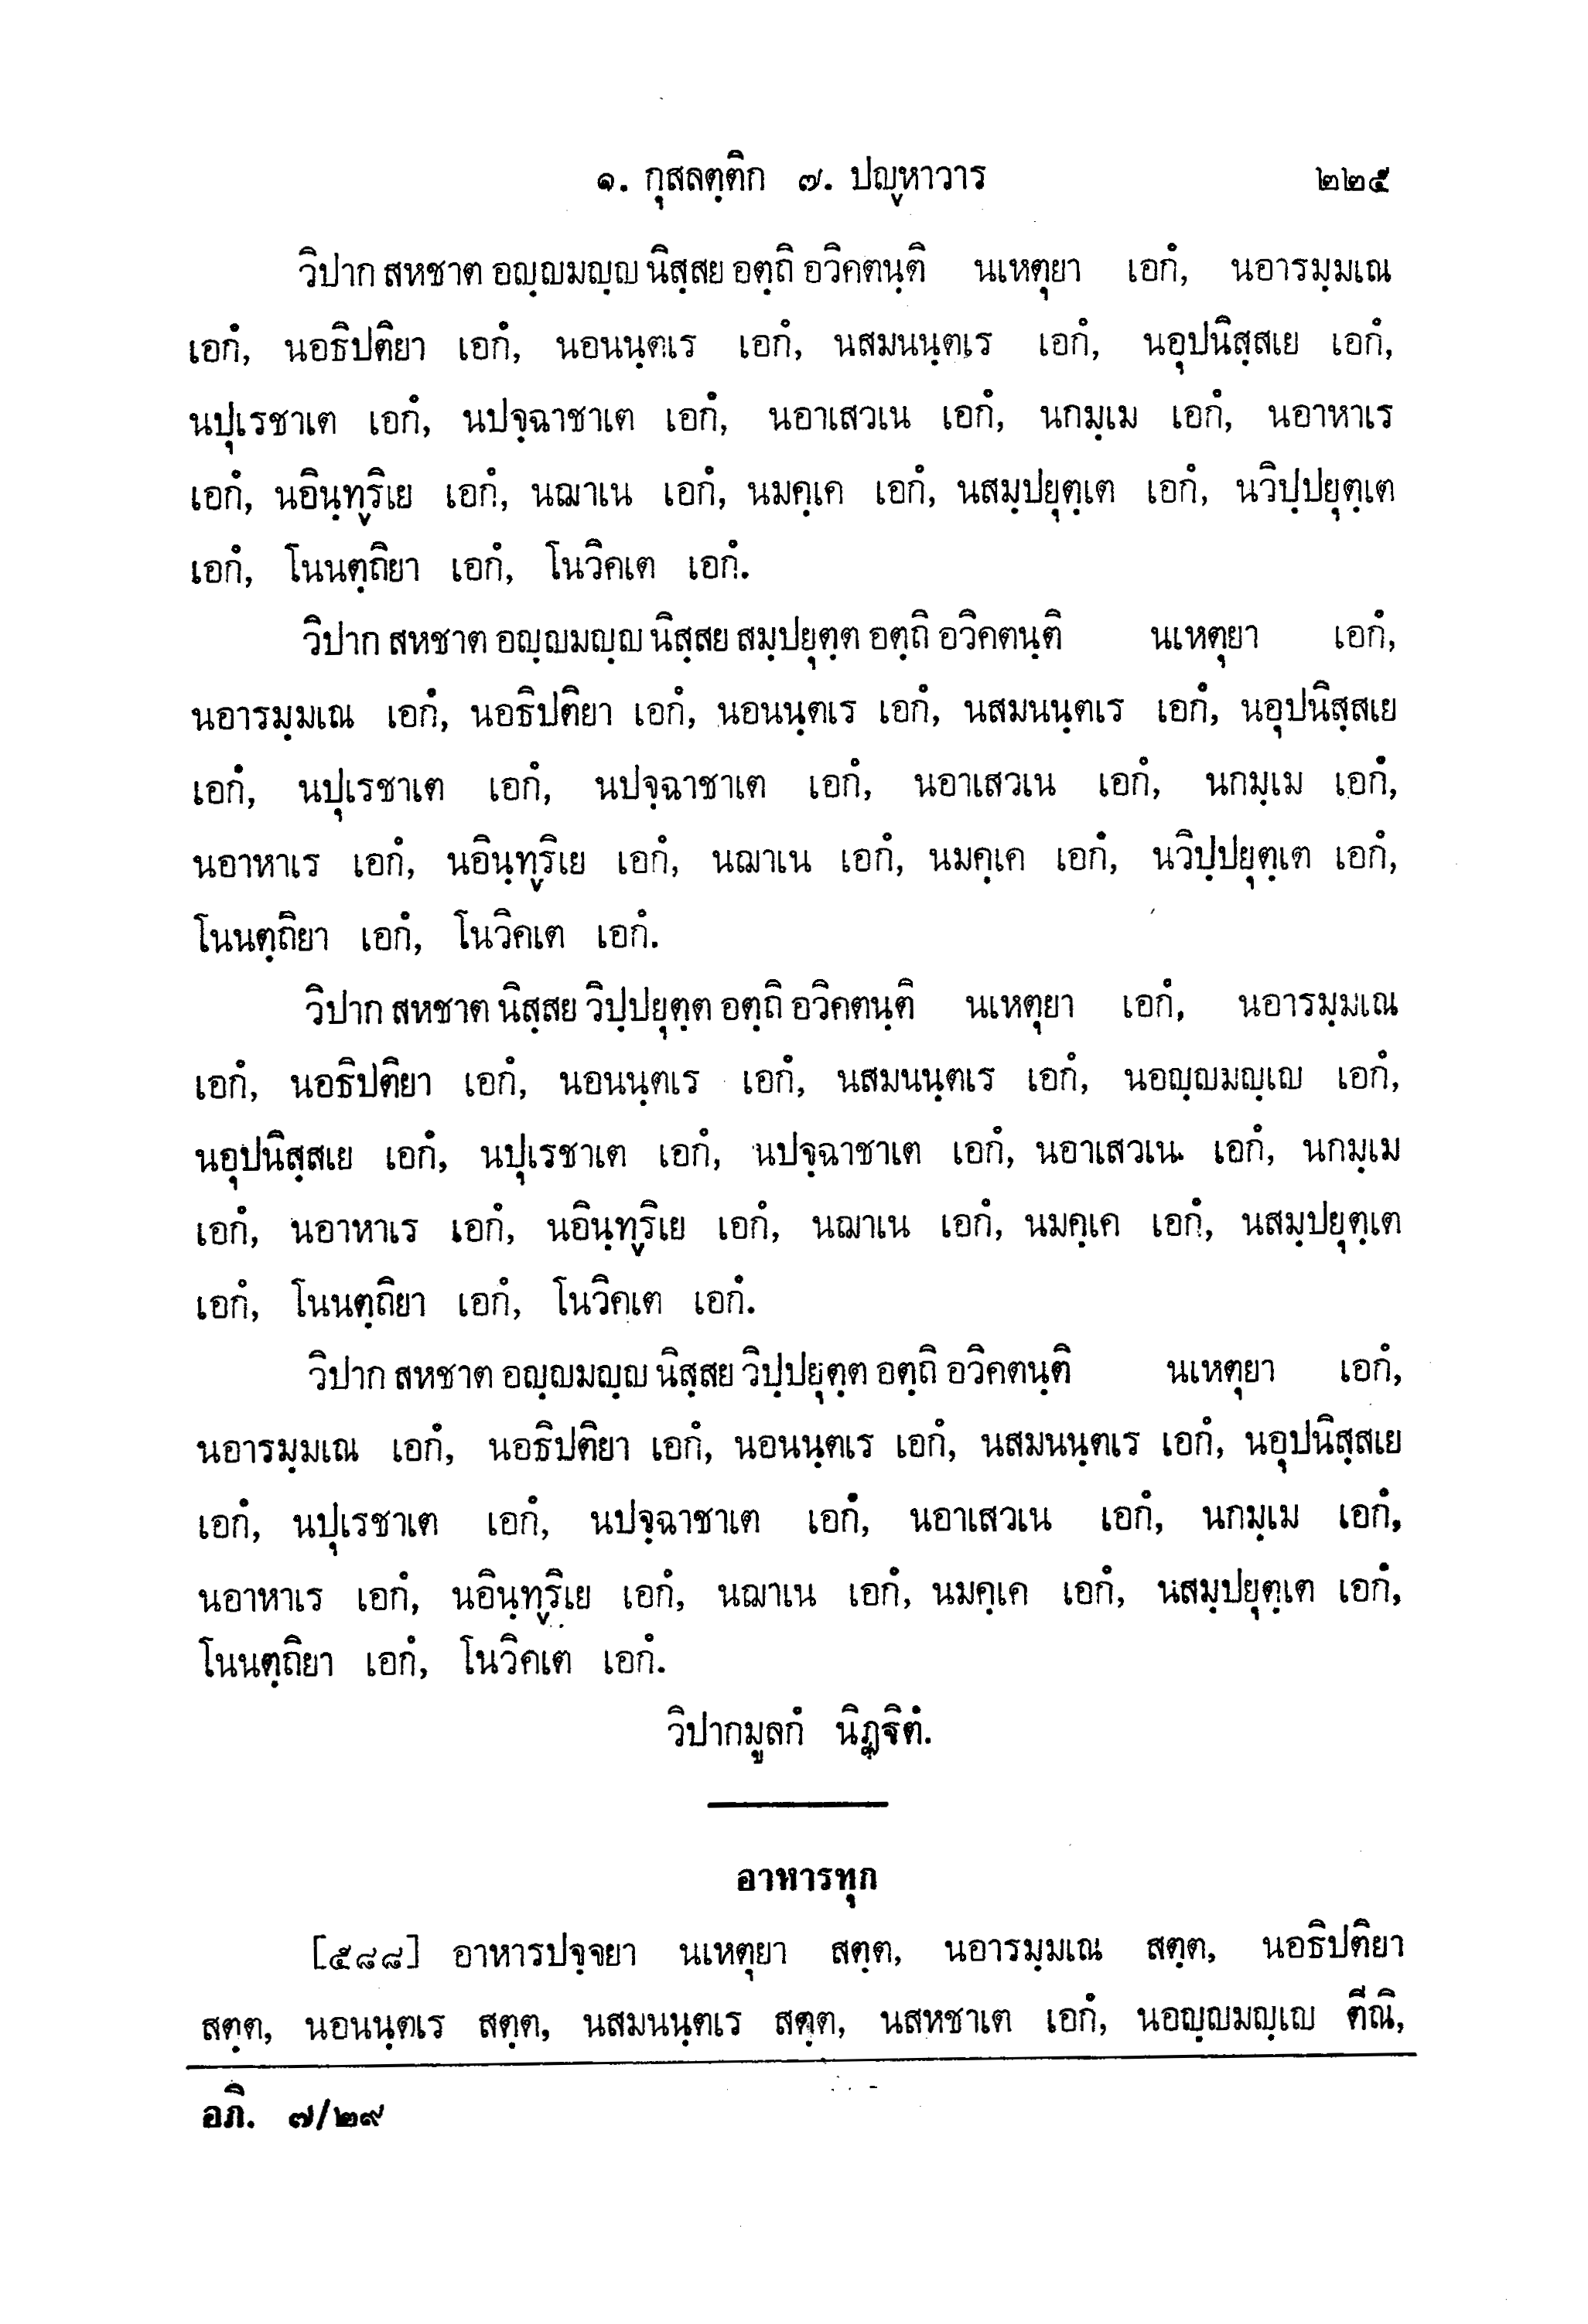 ๑. กุสลตฺติก ๗. ปญฺหาวาร ๒๒๕
วิปาก สหชาต อญฺญมญฺญ นิสฺสย อตฺถิ อวิคตนฺติ นเหตุยา เอกํ, นอารมฺมเณ
เอกํ, นอธิปติยา เอกํ, นอนนฺตเร เอกํ, นสมนนฺตเร เอกํ, นอุปนิสฺสเย เอกํ,
นปุเรชาเต เอกํ, นปจฺฉาชาเต เอกํ, นอาเสวเน เอกํ, นกมฺเม เอกํ, นอาหาเร
เอกํ, นอินฺทฺริเย เอกํ, นฌาเน เอกํ, นมคฺเค เอกํ, นสมฺปยุตฺเต เอกํ, นวิปฺปยุตฺเต
เอกํ, โนนตฺถิยา เอกํ, โนวิคเต เอกํ.
วิปาก สหชาต อญฺญมญฺญ นิสฺสย สมฺปยุตฺต อตฺถิ อวิคตนฺติ นเหตุยา เอกํ,
นอารมฺมเณ เอกํ, นอธิปติยา เอกํ, นอนนฺตเร เอกํ, นสมนนฺตเร เอกํ, นอุปนิสฺสเย
เอกํ, นปุเรชาเต เอกํ, นปจฺฉาชาเต เอกํ, นอาเสวเน เอกํ, นกมฺเม เอกํ,
นอาหาเร เอกํ, นอินฺทฺริเย เอกํ, นฌาเน เอกํ, นมคฺเค เอกํ, นวิปฺปยุตฺเต เอกํ,
โนนตฺถิยา เอกํ, โนวิคเต เอกํ.
วิปาก สหชาต นิสฺสย วิปฺปยุตฺต อตฺถิ อวิคตนฺติ นเหตุยา เอกํ, นอารมฺมเณ
เอกํ, นอธิปติยา เอกํ, นอนนฺตเร เอกํ, นสมนนฺตเร เอกํ, นอญฺญมญฺเญ เอกํ,
นอุปนิสฺสเย เอกํ, นปุเรชาเต เอกํ, นปจฺฉาชาเต เอกํ, นอาเสวเน เอกํ, นกมฺเม
เอกํ, นอาหาเร เอกํ, นอินฺทฺริเย เอกํ, นฌาเน เอกํ, นมคฺเค เอกํ, นสมฺปยุตฺเต
เอกํ, โนนตฺถิยา เอกํ, โนวิคเต เอกํ.
วิปาก สหชาต อญฺญมญฺญ นิสฺสย วิปฺปยุตฺต อตฺถิ อวิคตนฺติ นเหตุยา เอกํ,
นอารมฺมเณ เอกํ, นอธิปติยา เอกํ, นอนนฺตเร เอกํ, นสมนนฺตเร เอกํ, นอุปนิสฺสเย
เอกํ, นปุเรชาเต เอกํ, นปจฺฉาชาเต เอกํ, นอาเสวเน เอกํ, นกมฺเม เอกํ,
นอาหาเร เอกํ, นอินฺทฺริเย เอกํ, นฌาเน เอกํ, นมคฺเค เอกํ, นสมฺปยุตฺเต เอกํ,
โนนตฺถิยา เอกํ, โนวิคเต เอกํ.
วิปากมูลกํ นิฏฺฐิตํ.
อาหารทุก
[๕๘๘] อาหารปจฺจยา นเหตุยา สตฺต, นอารมฺมเณ สตฺต, นอธิปติยา
สตฺต, นอนนฺตเร สตฺต, นสมนนฺตเร สตฺต, นสหชาเต เอกํ, นอญฺญมญฺเญ ตีณิ,
อภิ. ๗/๒๙